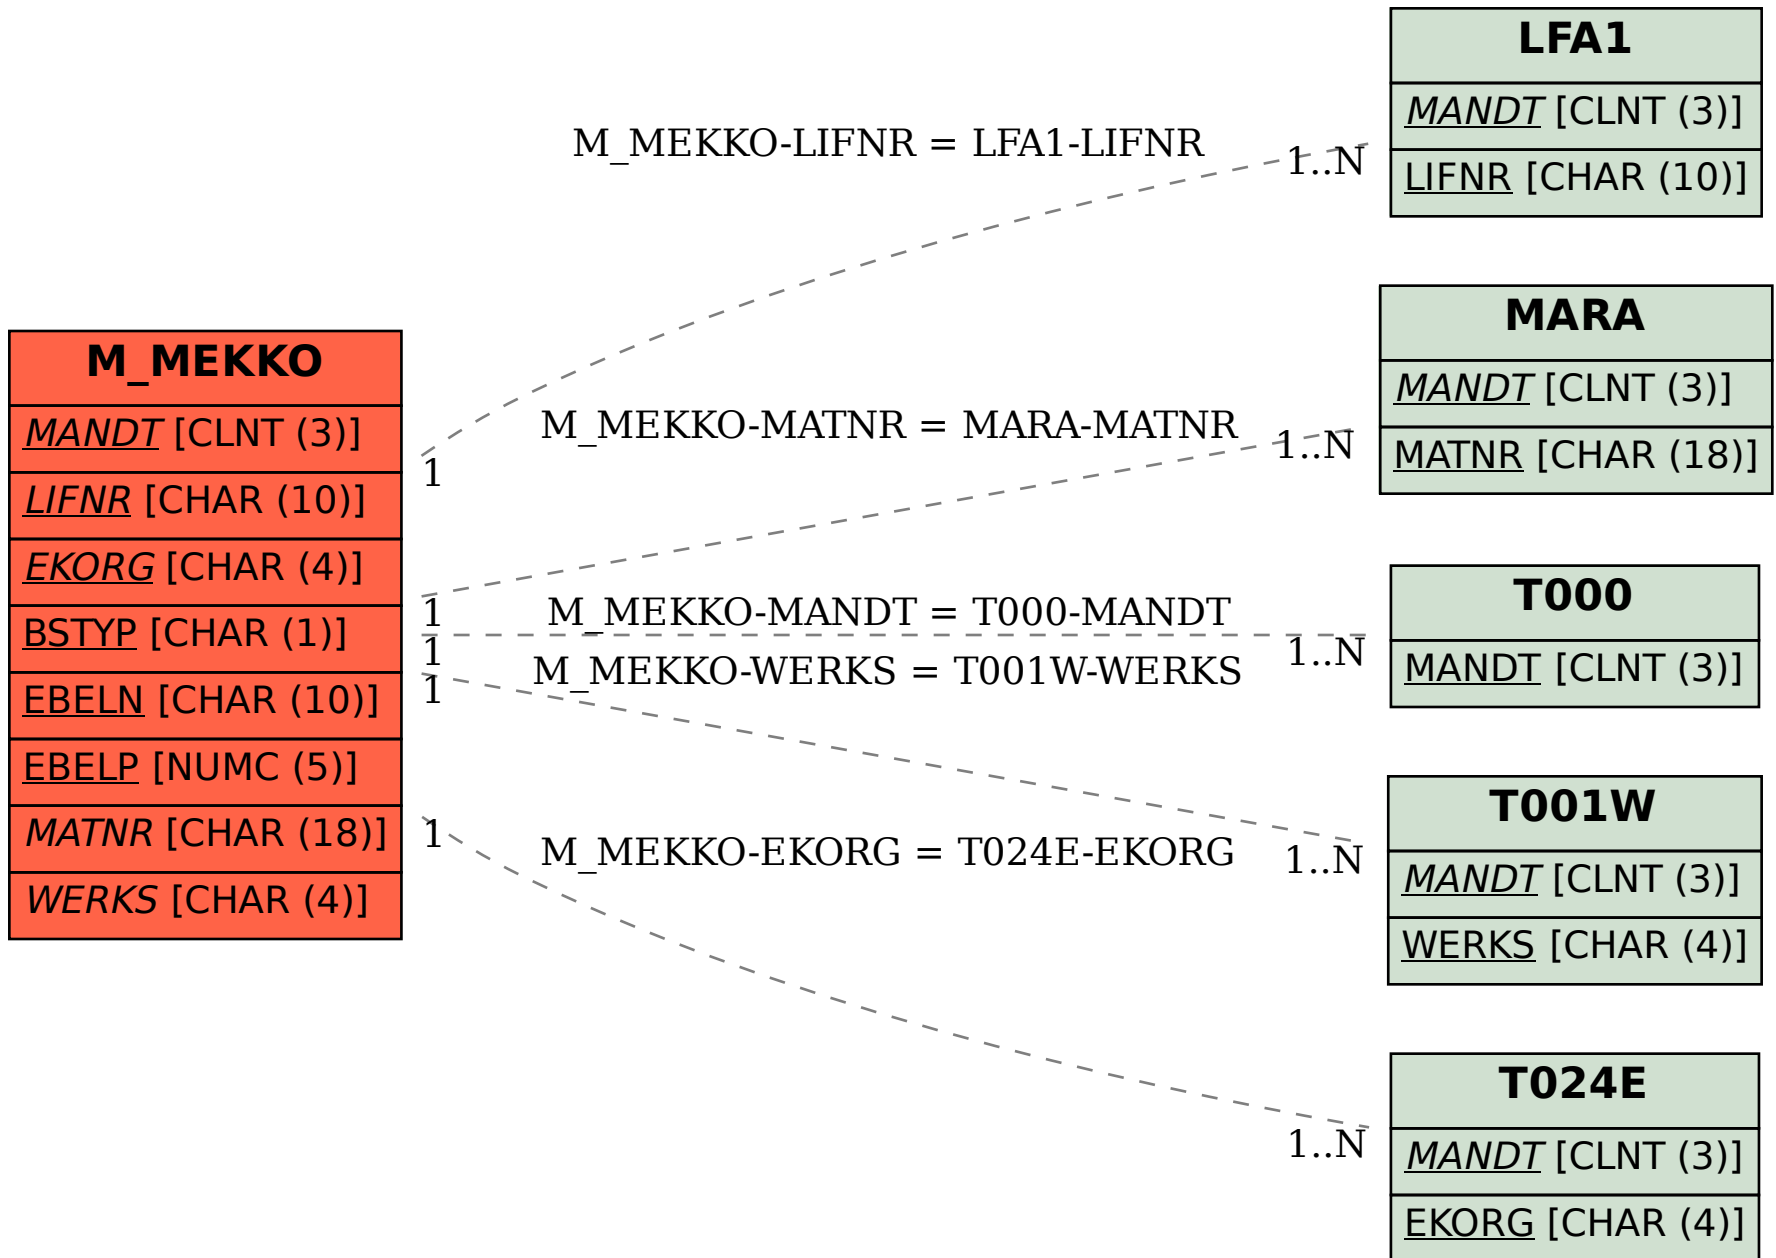 M_MEKKO
MANDT [CLNT (3)]
LIFNR [CHAR (10)]
EKORG [CHAR (4)]
BSTYP [CHAR (1)]
EBELN [CHAR (10)]
EBELP [NUMC (5)]
MATNR [CHAR (18)]
WERKS [CHAR (4)]
M_MEKKO-LIFNR = LFA1-LIFNR
1..N
1
M_MEKKO-MATNR = MARA-MATNR
1..N
1
M_MEKKO-MANDT = T000-MANDT
1..N
1
M_MEKKO-WERKS = T001W-WERKS
1..N
1
M_MEKKO-EKORG = T024E-EKORG
1..N
1
LFA1
MANDT [CLNT (3)]
LIFNR [CHAR (10)]
MARA
MANDT [CLNT (3)]
MATNR [CHAR (18)]
T000
MANDT [CLNT (3)]
T001W
MANDT [CLNT (3)]
WERKS [CHAR (4)]
T024E
MANDT [CLNT (3)]
EKORG [CHAR (4)]